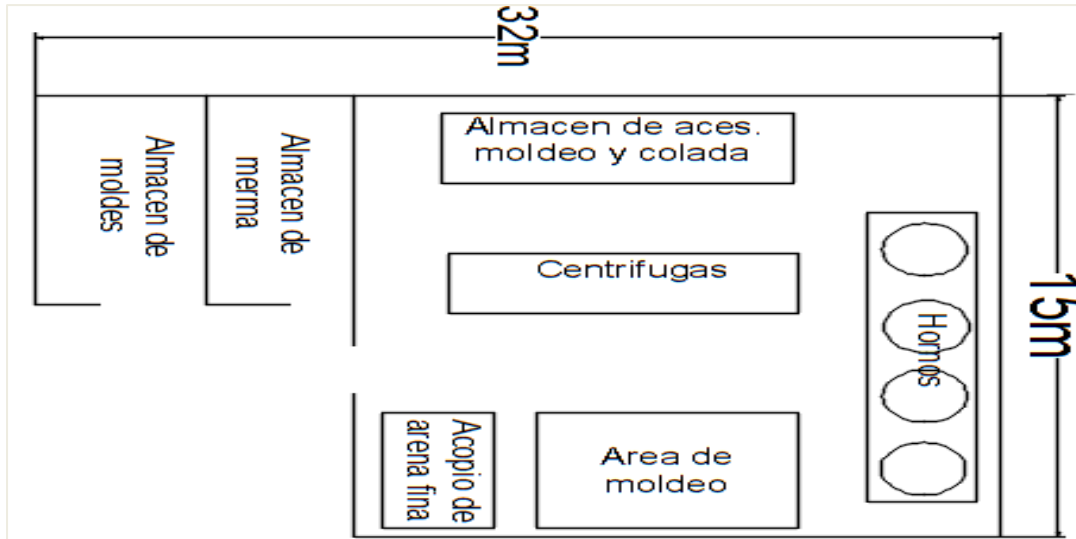 32m
Almacen de aces.
moldeo y colada
Almacen de
moldes
Almacen de
merma
Centrifugas
15m
Hornos
Acopio de
arena fina
Area de
moldeo